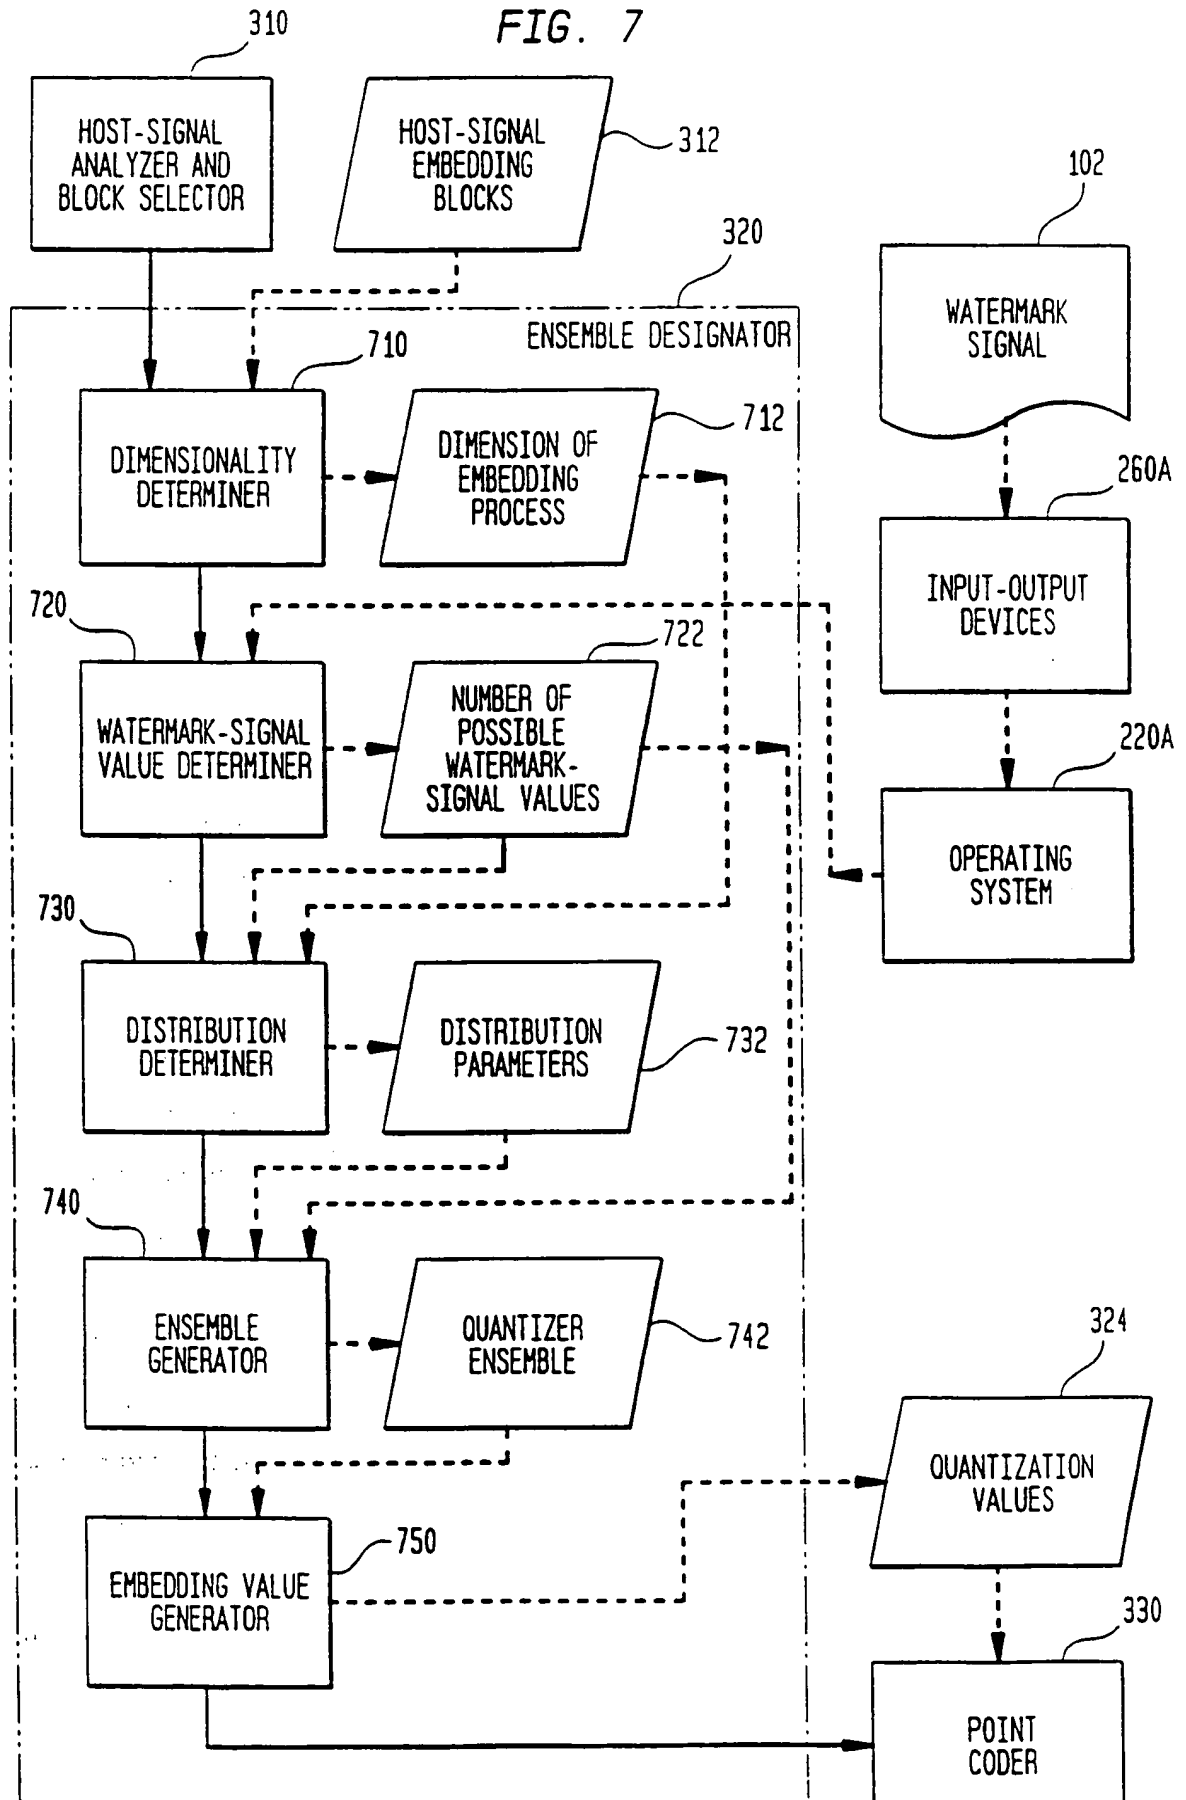 FIG. 7
310
HOST-SIGNAL
ANALYZER AND
BLOCK SELECTOR
HOST-SIGNAL
EMBEDDING
BLOCKS
312
102
WATERMARK
SIGNAL
320
ENSEMBLE DESIGNATOR
710
DIMENSIONALITY
DETERMINER
DIMENSION OF
EMBEDDING
PROCESS
712
260A
INPUT-OUTPUT
DEVICES
720
WATERMARK-SIGNAL
VALUE DETERMINER
722
NUMBER OF
POSSIBLE
WATERMARK-
SIGNAL VALUES
220A
OPERATING
SYSTEM
730
DISTRIBUTION
DETERMINER
DISTRIBUTION
PARAMETERS
732
740
ENSEMBLE
GENERATOR
QUANTIZER
ENSEMBLE
742
324
QUANTIZATION
VALUES
750
EMBEDDING VALUE
GENERATOR
330
POINT
CODER